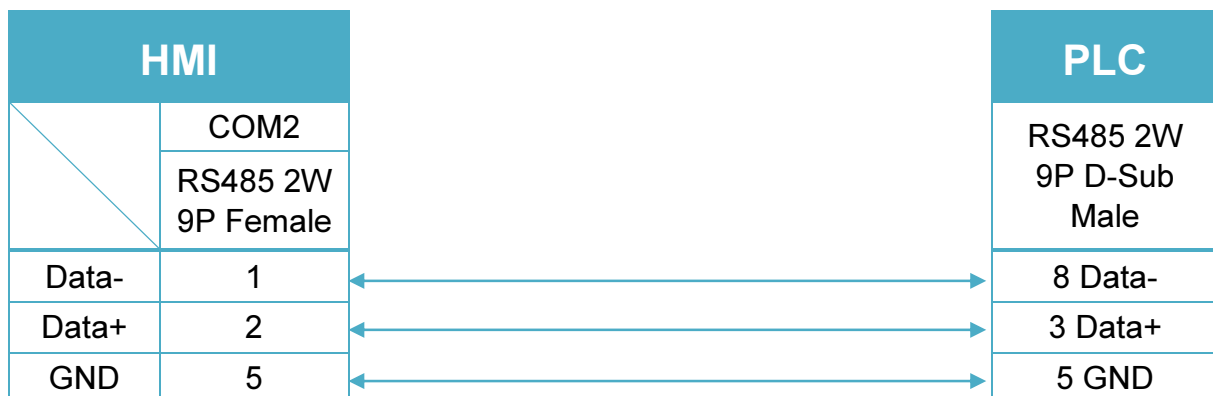 HMI
PLC
COM2
RS485 2W
9P Female
RS485 2W
9P D-Sub
Male
Data-
1
8 Data-
Data+
2
3 Data+
GND
5
5 GND